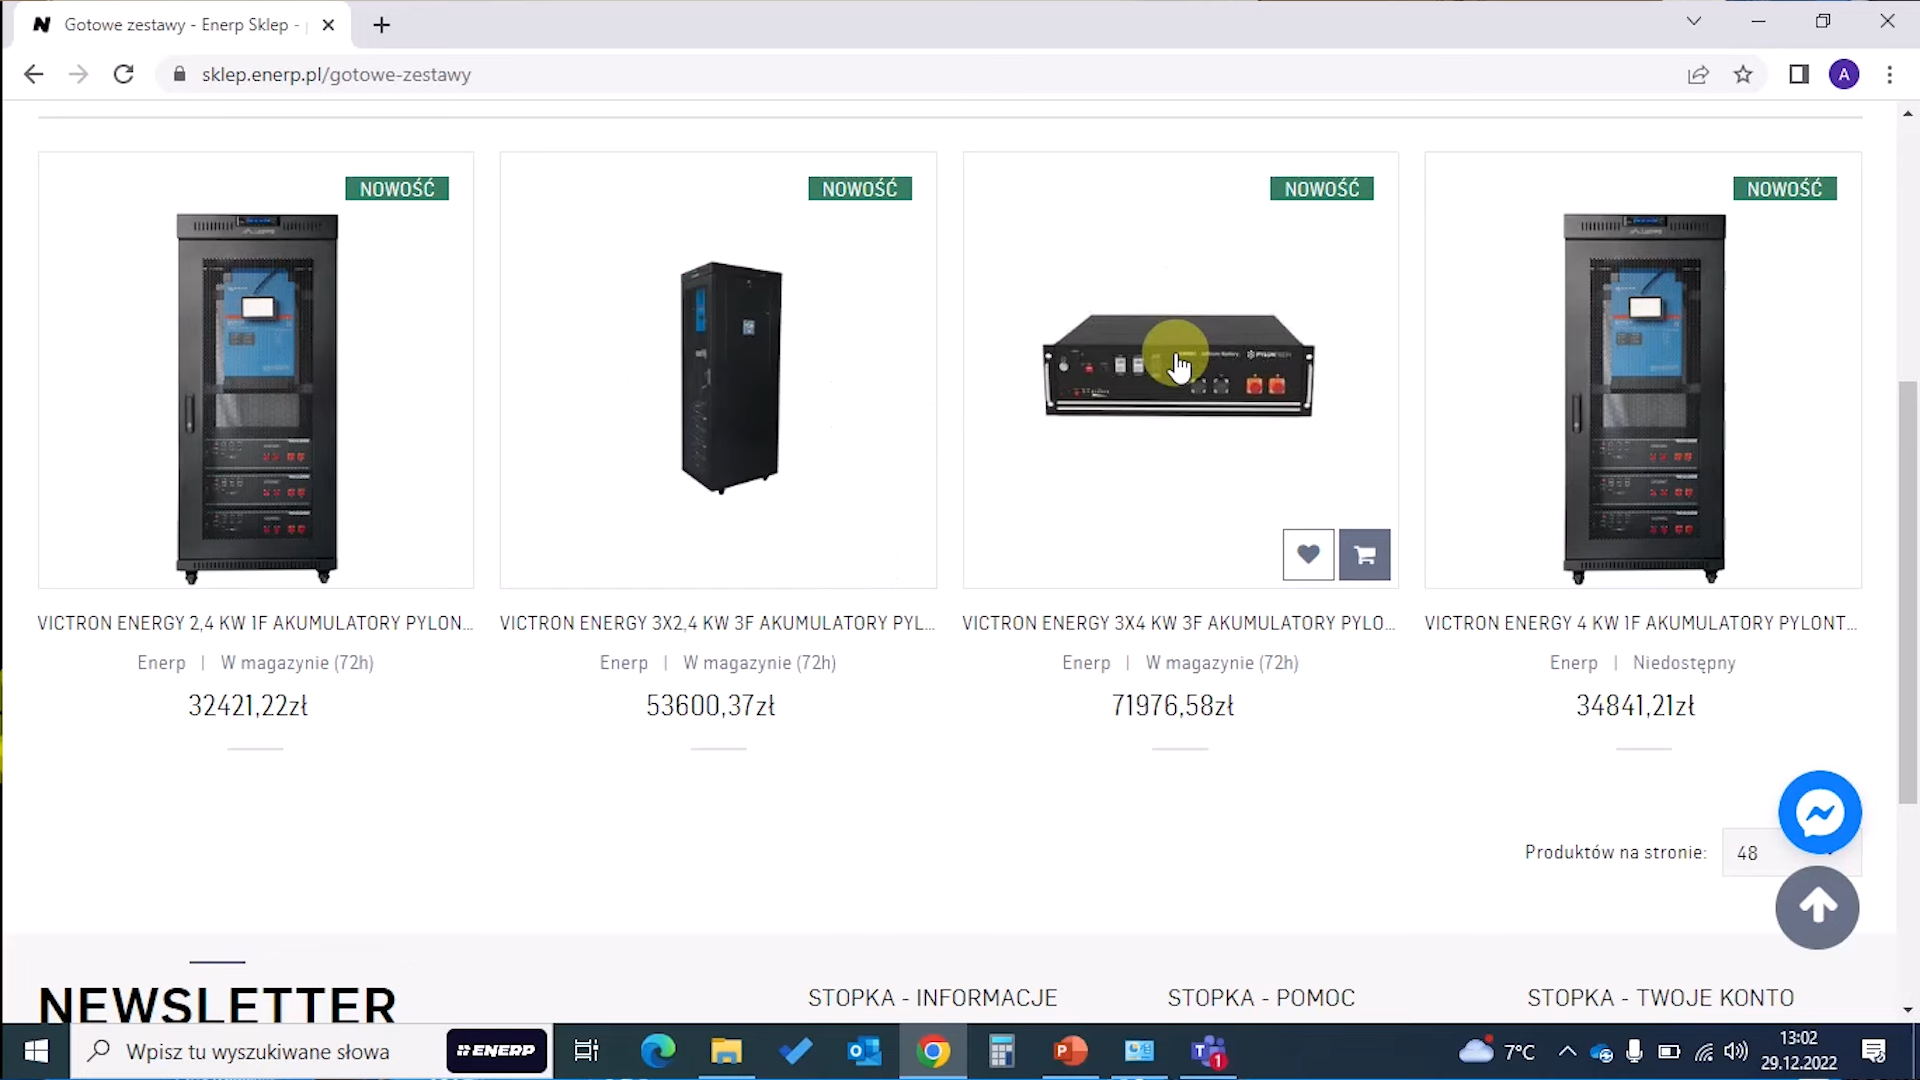 Gotowe zestawy - Enerp Sklep -
sklep.enerp.pl/gotowe-zestawy
A
NOWOŚĆ
NOWOŚĆ
NOWOŚĆ
NOWOŚĆ
VICTRON ENERGY 2,4 KW 1F AKUMULATORY PYLON...
VICTRON ENERGY 3X2,4 KW 3F AKUMULATORY PYL...
VICTRON ENERGY 3X4 KW 3F AKUMULATORY PYLO...
VICTRON ENERGY 4 KW 1F AKUMULATORY PYLONT...
Enerp | W magazynie (72h)
Enerp | W magazynie (72h)
Enerp | W magazynie (72h)
Enerp | Niedostępny
32421,22zł
53600,37zł
71976,58zł
34841,21zł
Produktów na stronie: 48
NEWSLETTER
STOPKA - INFORMACJE
STOPKA - POMOC
STOPKA - TWOJE KONTO
Wpisz tu wyszukiwane słowa
ENERP
1
7°C
13:02
29.12.2022